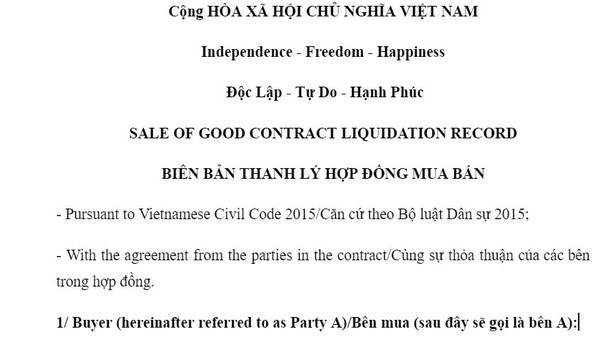 Cộng HÒA XÃ HỘI CHỦ NGHĨA VIỆT NAM
Independence - Freedom - Happiness
Độc Lập - Tự Do - Hạnh Phúc
SALE OF GOOD CONTRACT LIQUIDATION RECORD
BIÊN BẢN THANH LÝ HỢP ĐỒNG MUA BÁN
- Pursuant to Vietnamese Civil Code 2015/Căn cứ theo Bộ luật Dân sự 2015;
- With the agreement from the parties in the contract/Cùng sự thỏa thuận của các bên
trong hợp đồng.
1/ Buyer (hereinafter referred to as Party A)/Bên mua (sau đây sẽ gọi là bên A):